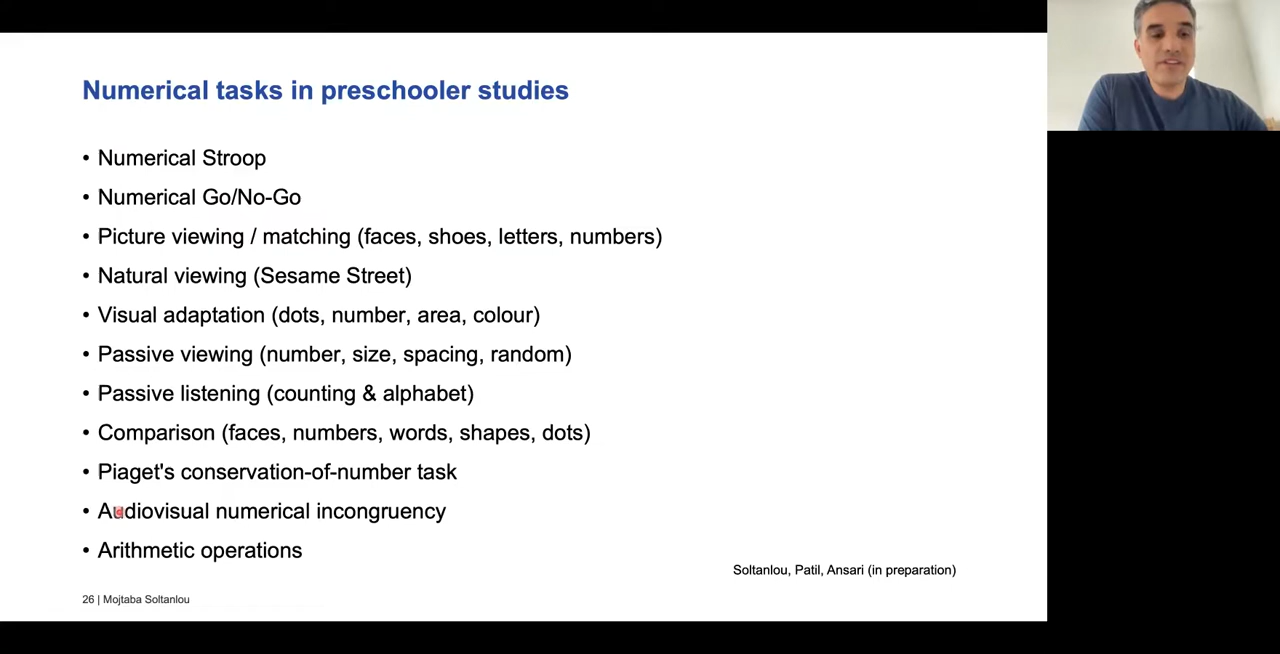 Numerical tasks in preschooler studies
• Numerical Stroop
• Numerical Go/No-Go
• Picture viewing / matching (faces, shoes, letters, numbers)
• Natural viewing (Sesame Street)
• Visual adaptation (dots, number, area, colour)
• Passive viewing (number, size, spacing, random)
• Passive listening (counting & alphabet)
• Comparison (faces, numbers, words, shapes, dots)
• Piaget's conservation-of-number task
• Audiovisual numerical incongruency
• Arithmetic operations
Soltanlou, Patil, Ansari (in preparation)
26 | Mojtaba Soltanlou